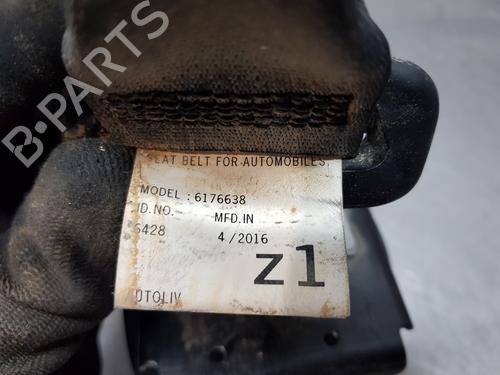 B-PARTS
SEAT BELT FOR AUTOMOBILES
MODEL : 6176638
ID.NO. MFD.IN
6428 4/2016
z1
OTOLIV